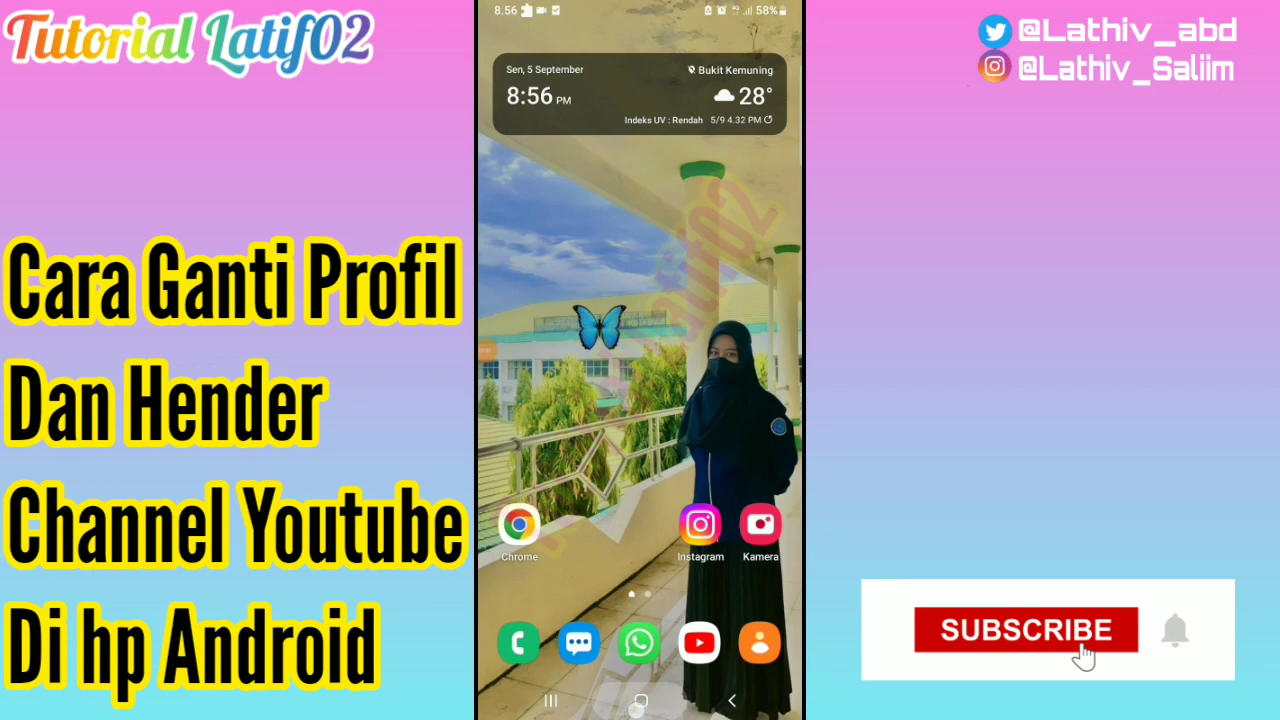 Tutorial Latif02
@Lathiv_abd
@Lathiv_Saliim
Cara Ganti Profil
Dan Hender
Channel Youtube
Di hp Android
8.56
58%
Sen, 5 September
Bukit Kemuning
8:56 PM
28°
Indeks UV : Rendah 5/9 4.32 PM
Latif02
Chrome
Instagram
Kamera
SUBSCRIBE